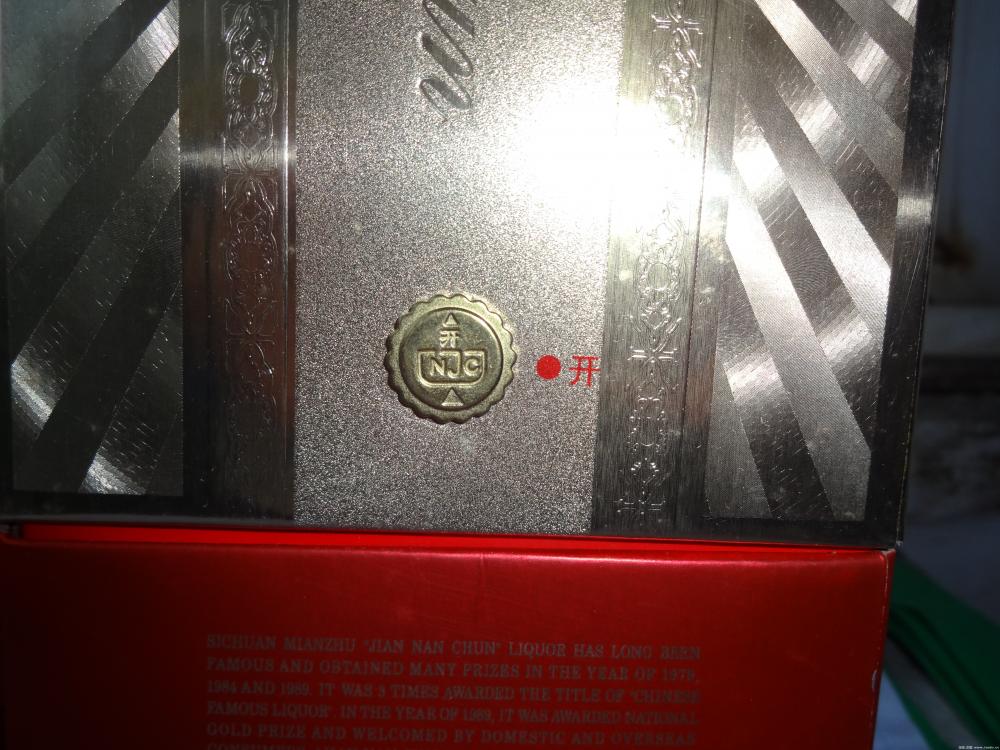 开
NJC
开
SICHUAN MIANZHU "JIAN NAN CHUN" LIQUOR HAS LONG BEEN
FAMOUS AND OBTAINED MANY PRIZES IN THE YEAR OF 1979,
1984 AND 1989. IT WAS 3 TIMES AWARDED THE TITLE OF "CHINESE
FAMOUS LIQUOR". IN THE YEAR OF 1989, IT WAS AWARDED NATIONAL
GOLD PRIZE AND WELCOMED BY DOMESTIC AND OVERSEAS